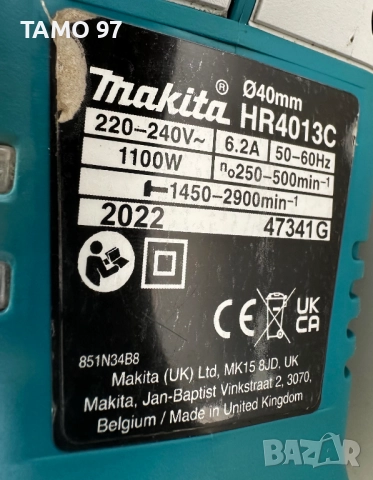 TAMO 97
makita® Ø40mm
HR4013C
220-240V~ 6.2A 50-60Hz
1100W n₀250-500min⁻¹
1450-2900min⁻¹
2022 47341G
CE UK CA
851N34B8
Makita (UK) Ltd, MK15 8JD, UK
Makita, Jan-Baptist Vinkstraat 2, 3070,
Belgium / Made in United Kingdom
BAZAR